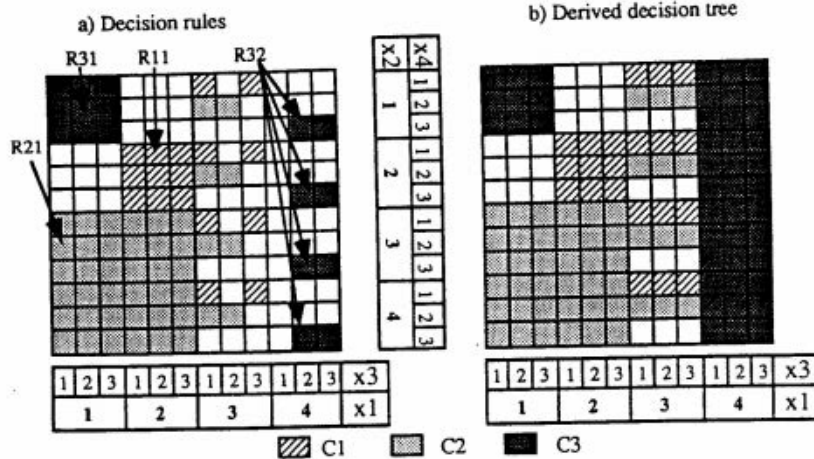 a) Decision rules
b) Derived decision tree
R31 R11 R32
R21
x2 x4
1 1 2 3
2 1 2 3
3 1 2 3
4 1 2 3
1 2 3 1 2 3 1 2 3 1 2 3 x3
1 2 3 4 x1
1 2 3 1 2 3 1 2 3 1 2 3 x3
1 2 3 4 x1
C1 C2 C3